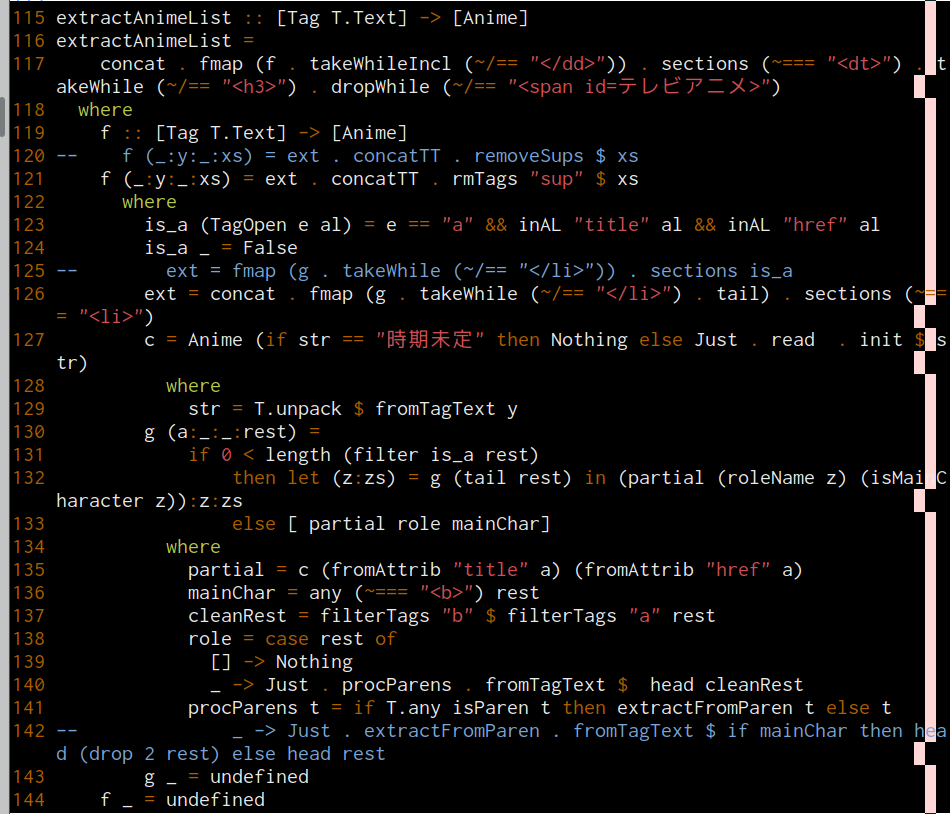 115 extractAnimeList :: [Tag T.Text] -> [Anime]
116 extractAnimeList =
117     concat . fmap (f . takeWhileIncl (~/== "</dd>")) . sections (~=== "<dt>") . t
akeWhile (~/== "<h3>") . dropWhile (~/== "<span id=テレビアニメ>")
118   where
119     f :: [Tag T.Text] -> [Anime]
120 --    f (_:y:_:xs) = ext . concatTT . removeSups $ xs
121     f (_:y:_:xs) = ext . concatTT . rmTags "sup" $ xs
122       where
123         is_a (TagOpen e al) = e == "a" && inAL "title" al && inAL "href" al
124         is_a _ = False
125 --        ext = fmap (g . takeWhile (~/== "</li>")) . sections is_a
126         ext = concat . fmap (g . takeWhile (~/== "</li>") . tail) . sections (~==
= "<li>")
127         c = Anime (if str == "時期未定" then Nothing else Just . read  . init $ s
tr)
128           where
129             str = T.unpack $ fromTagText y
130         g (a:_:_:rest) =
131             if 0 < length (filter is_a rest)
132                 then let (z:zs) = g (tail rest) in (partial (roleName z) (isMainC
haracter z)):z:zs
133                 else [ partial role mainChar]
134           where
135             partial = c (fromAttrib "title" a) (fromAttrib "href" a)
136             mainChar = any (~=== "<b>") rest
137             cleanRest = filterTags "b" $ filterTags "a" rest
138             role = case rest of
139               [] -> Nothing
140               _ -> Just . procParens . fromTagText $  head cleanRest
141             procParens t = if T.any isParen t then extractFromParen t else t
142 --              _ -> Just . extractFromParen . fromTagText $ if mainChar then hea
d (drop 2 rest) else head rest
143         g _ = undefined
144     f _ = undefined